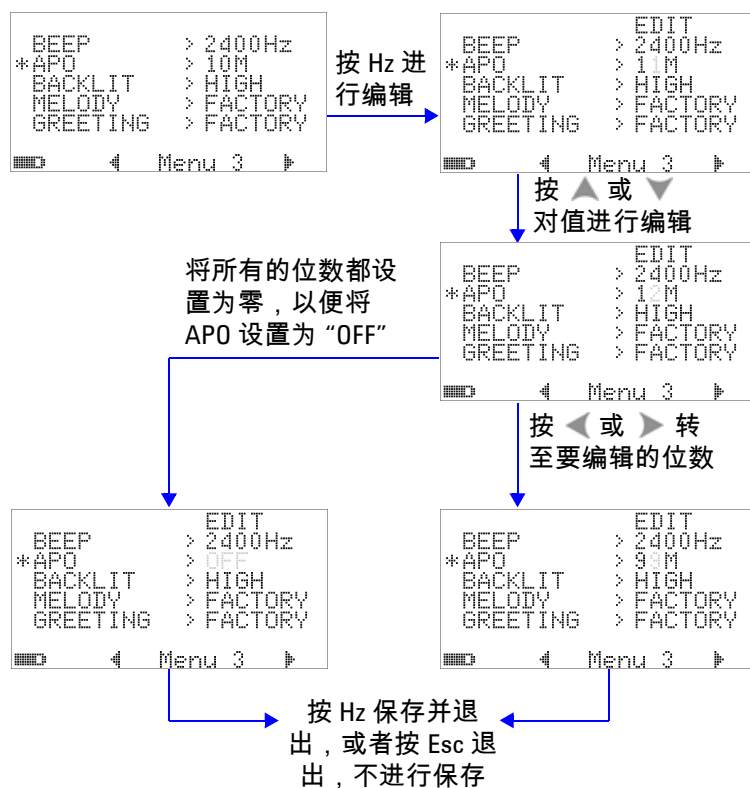 BEEP > 2400Hz
*APO > 10M
BACKLIT > HIGH
MELODY > FACTORY
GREETING > FACTORY
Menu 3
按 Hz 进
行编辑
EDIT
BEEP > 2400Hz
*APO > 11M
BACKLIT > HIGH
MELODY > FACTORY
GREETING > FACTORY
Menu 3
按 或
对值进行编辑
EDIT
BEEP > 2400Hz
*APO > 12M
BACKLIT > HIGH
MELODY > FACTORY
GREETING > FACTORY
Menu 3
将所有的位数都设
置为零，以便将
APO 设置为 “OFF”
按 或 转
至要编辑的位数
EDIT
BEEP > 2400Hz
*APO > OFF
BACKLIT > HIGH
MELODY > FACTORY
GREETING > FACTORY
Menu 3
EDIT
BEEP > 2400Hz
*APO > 99M
BACKLIT > HIGH
MELODY > FACTORY
GREETING > FACTORY
Menu 3
按 Hz 保存并退
出，或者按 Esc 退
出，不进行保存